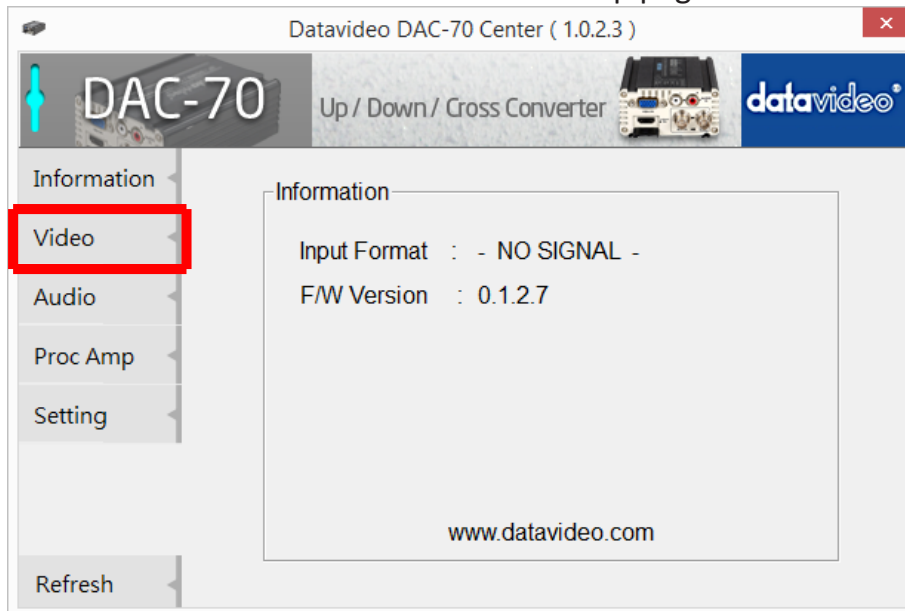 Datavideo DAC-70 Center ( 1.0.2.3 )
DAC-70 Up / Down / Cross Converter datavideo®
Information
Video
Audio
Proc Amp
Setting
Refresh
Information
Input Format : - NO SIGNAL -
F/W Version : 0.1.2.7
www.datavideo.com